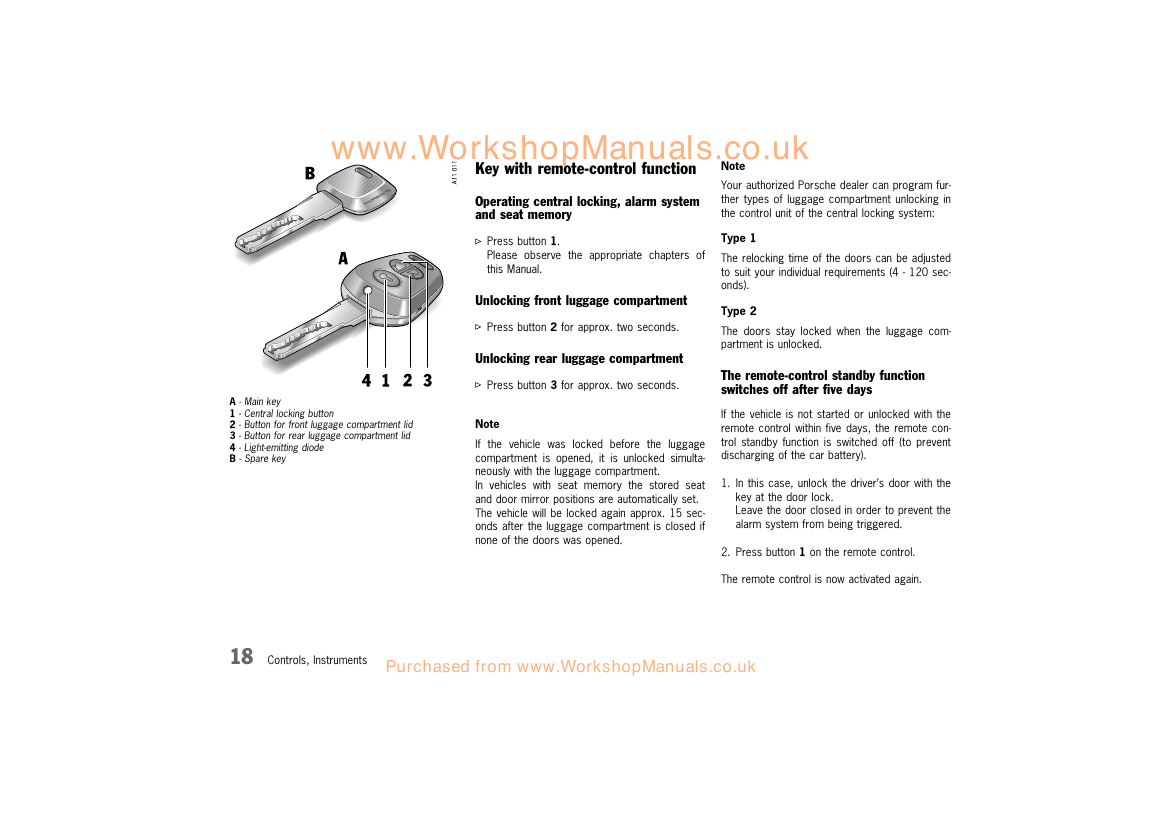 www.WorkshopManuals.co.uk
B
A11 011
A
4 1 2 3
A - Main key
1 - Central locking button
2 - Button for front luggage compartment lid
3 - Button for rear luggage compartment lid
4 - Light-emitting diode
B - Spare key
Key with remote-control function
Operating central locking, alarm system
and seat memory
▷ Press button 1.
Please observe the appropriate chapters of
this Manual.
Unlocking front luggage compartment
▷ Press button 2 for approx. two seconds.
Unlocking rear luggage compartment
▷ Press button 3 for approx. two seconds.
Note
If the vehicle was locked before the luggage
compartment is opened, it is unlocked simulta-
neously with the luggage compartment.
In vehicles with seat memory the stored seat
and door mirror positions are automatically set.
The vehicle will be locked again approx. 15 sec-
onds after the luggage compartment is closed if
none of the doors was opened.
Note
Your authorized Porsche dealer can program fur-
ther types of luggage compartment unlocking in
the control unit of the central locking system:
Type 1
The relocking time of the doors can be adjusted
to suit your individual requirements (4 - 120 sec-
onds).
Type 2
The doors stay locked when the luggage com-
partment is unlocked.
The remote-control standby function
switches off after five days
If the vehicle is not started or unlocked with the
remote control within five days, the remote con-
trol standby function is switched off (to prevent
discharging of the car battery).
1. In this case, unlock the driver's door with the
key at the door lock.
Leave the door closed in order to prevent the
alarm system from being triggered.
2. Press button 1 on the remote control.
The remote control is now activated again.
18 Controls, Instruments
Purchased from www.WorkshopManuals.co.uk